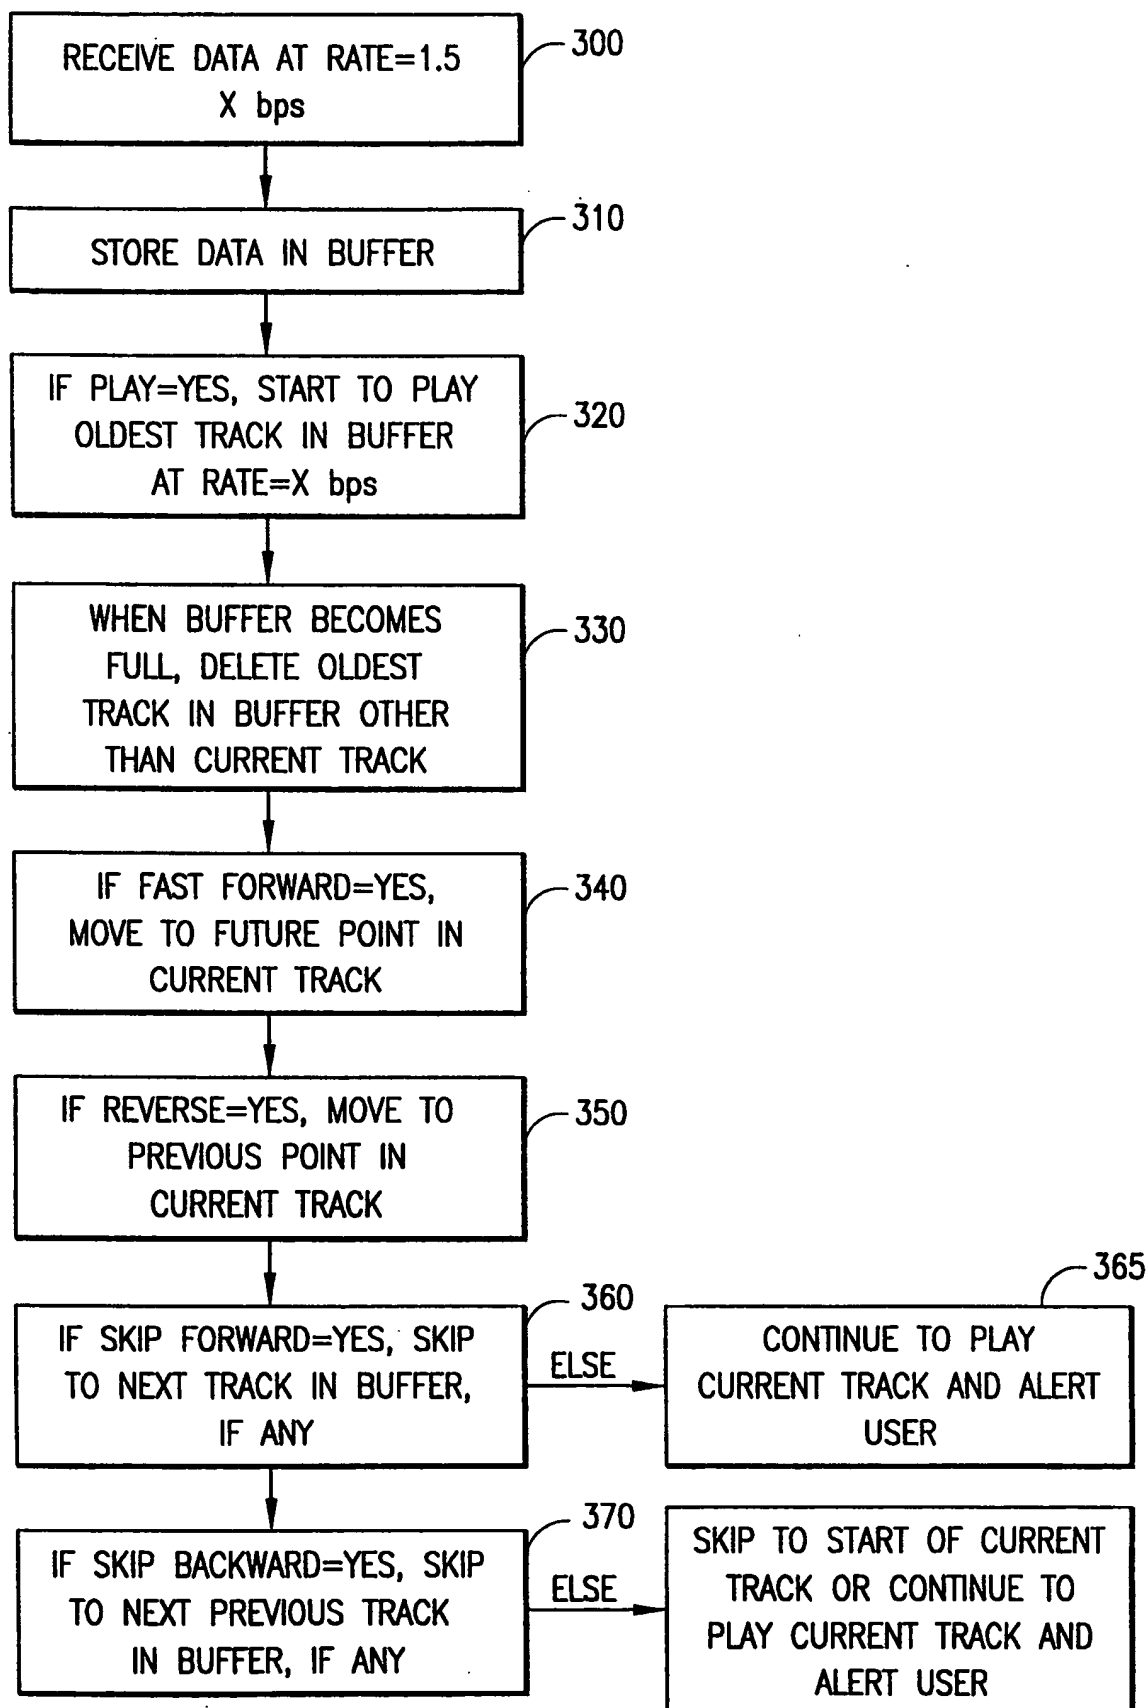 RECEIVE DATA AT RATE=1.5
X bps
300
STORE DATA IN BUFFER
310
IF PLAY=YES, START TO PLAY
OLDEST TRACK IN BUFFER
AT RATE=X bps
320
WHEN BUFFER BECOMES
FULL, DELETE OLDEST
TRACK IN BUFFER OTHER
THAN CURRENT TRACK
330
IF FAST FORWARD=YES,
MOVE TO FUTURE POINT IN
CURRENT TRACK
340
IF REVERSE=YES, MOVE TO
PREVIOUS POINT IN
CURRENT TRACK
350
IF SKIP FORWARD=YES, SKIP
TO NEXT TRACK IN BUFFER,
IF ANY
360
ELSE
CONTINUE TO PLAY
CURRENT TRACK AND ALERT
USER
365
IF SKIP BACKWARD=YES, SKIP
TO NEXT PREVIOUS TRACK
IN BUFFER, IF ANY
370
ELSE
SKIP TO START OF CURRENT
TRACK OR CONTINUE TO
PLAY CURRENT TRACK AND
ALERT USER